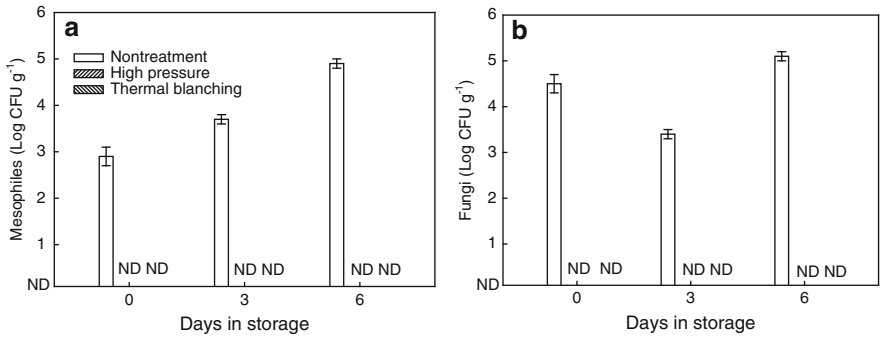 a
Nontreatment
High pressure
Thermal blanching
Mesophiles (Log CFU g-1)
6
5
4
3
2
1
ND
ND ND
ND ND
ND ND
0
3
6
Days in storage
b
Fungi (Log CFU g-1)
6
5
4
3
2
1
ND
ND ND
ND ND
ND ND
0
3
6
Days in storage